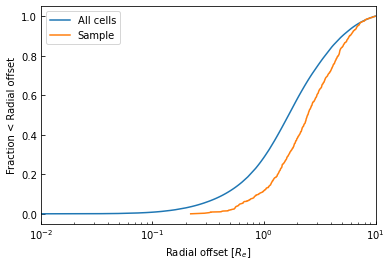 All cells
Sample
Fraction < Radial offset
1.0
0.8
0.6
0.4
0.2
0.0
10⁻² 10⁻¹ 10⁰ 10¹
Radial offset [Rₑ]